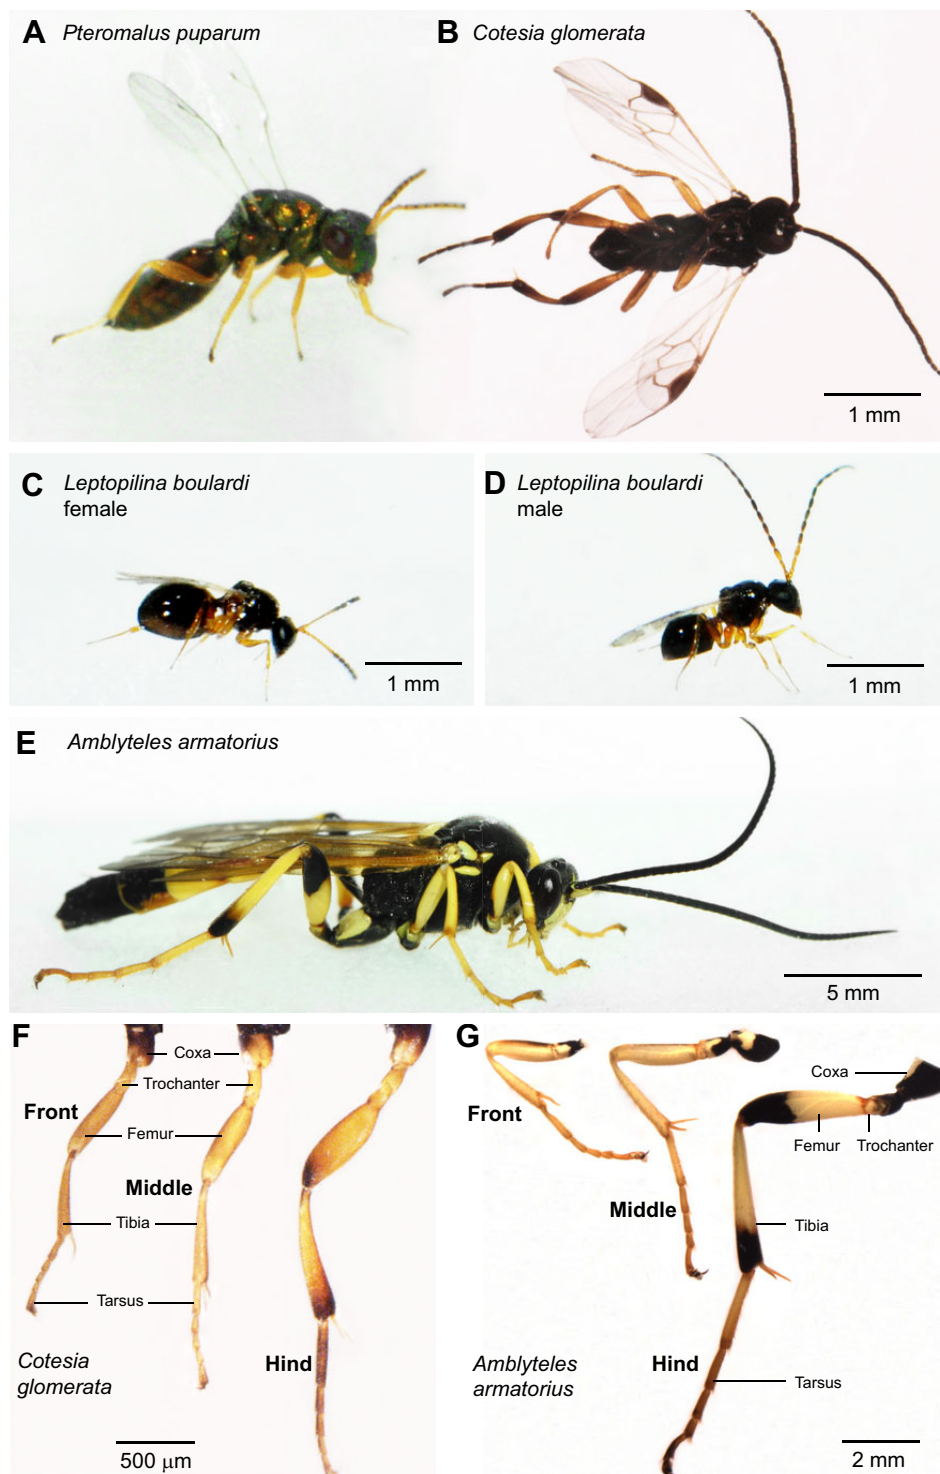 A Pteromalus puparum
B Cotesia glomerata
1 mm
C Leptopilina boulardi
female
1 mm
D Leptopilina boulardi
male
1 mm
E Amblyteles armatorius
5 mm
F
Coxa
Trochanter
Front
Femur
Middle
Tibia
Tarsus
Cotesia
glomerata
Hind
500 μm
G
Coxa
Front
Femur
Trochanter
Middle
Tibia
Amblyteles
armatorius
Hind
Tarsus
2 mm